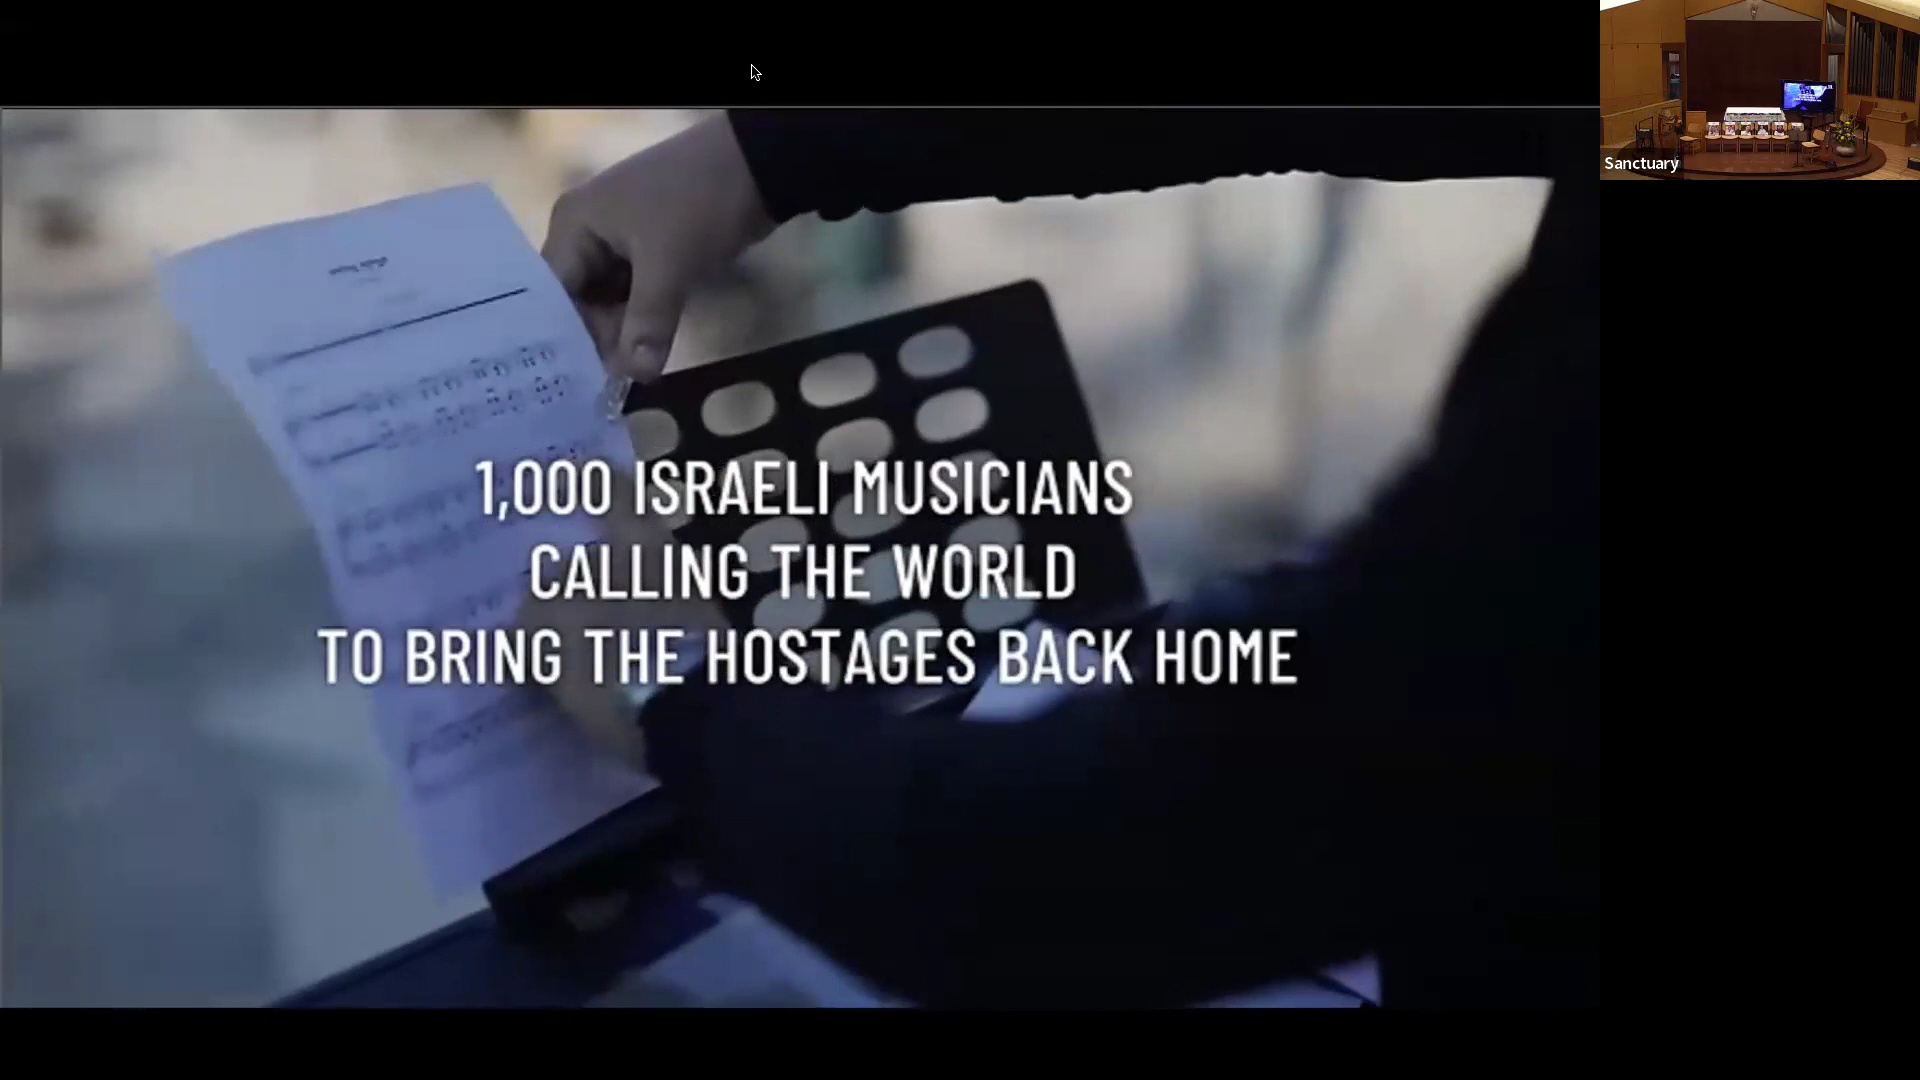 1,000 ISRAELI MUSICIANS
CALLING THE WORLD
TO BRING THE HOSTAGES BACK HOME
Sanctuary